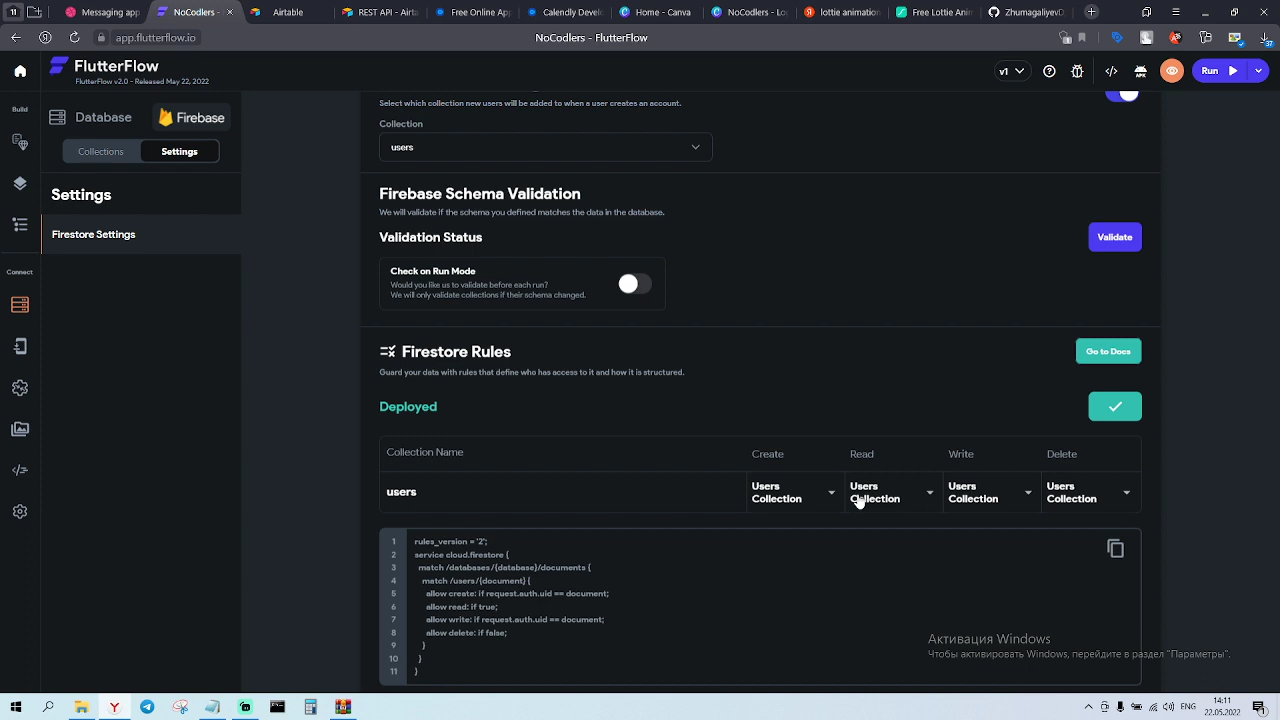 Messaging app
NoCoders -
Airtable
REST API - Airta
Free Cou App
Calendly Develo
Home - Canva
NoCoders - Lo
lottie animation
Free Lottie Anim
ZhumagaliyevD
app.flutterflow.io
NoCoders - FlutterFlow
FlutterFlow
FlutterFlow v2.0 - Released May 22, 2022
v1
Run
Build
Database
Firebase
Collections
Settings
Settings
Firestore Settings
Connect
Select which collection new users will be added to when a user creates an account.
Collection
users
Firebase Schema Validation
We will validate if the schema you defined matches the data in the database.
Validation Status
Validate
Check on Run Mode
Would you like us to validate before each run?
We will only validate collections if their schema changed.
Firestore Rules
Go to Docs
Guard your data with rules that define who has access to it and how it is structured.
Deployed
Collection Name
Create
Read
Write
Delete
users
Users Collection
Users Collection
Users Collection
Users Collection
1 rules_version = '2';
2 service cloud.firestore {
3 match /databases/{database}/documents {
4 match /users/{document} {
5 allow create: if request.auth.uid == document;
6 allow read: if true;
7 allow write: if request.auth.uid == document;
8 allow delete: if false;
9 }
10 }
11 }
Активация Windows
Чтобы активировать Windows, перейдите в раздел "Параметры".
ENG
14:11
22.06.2022